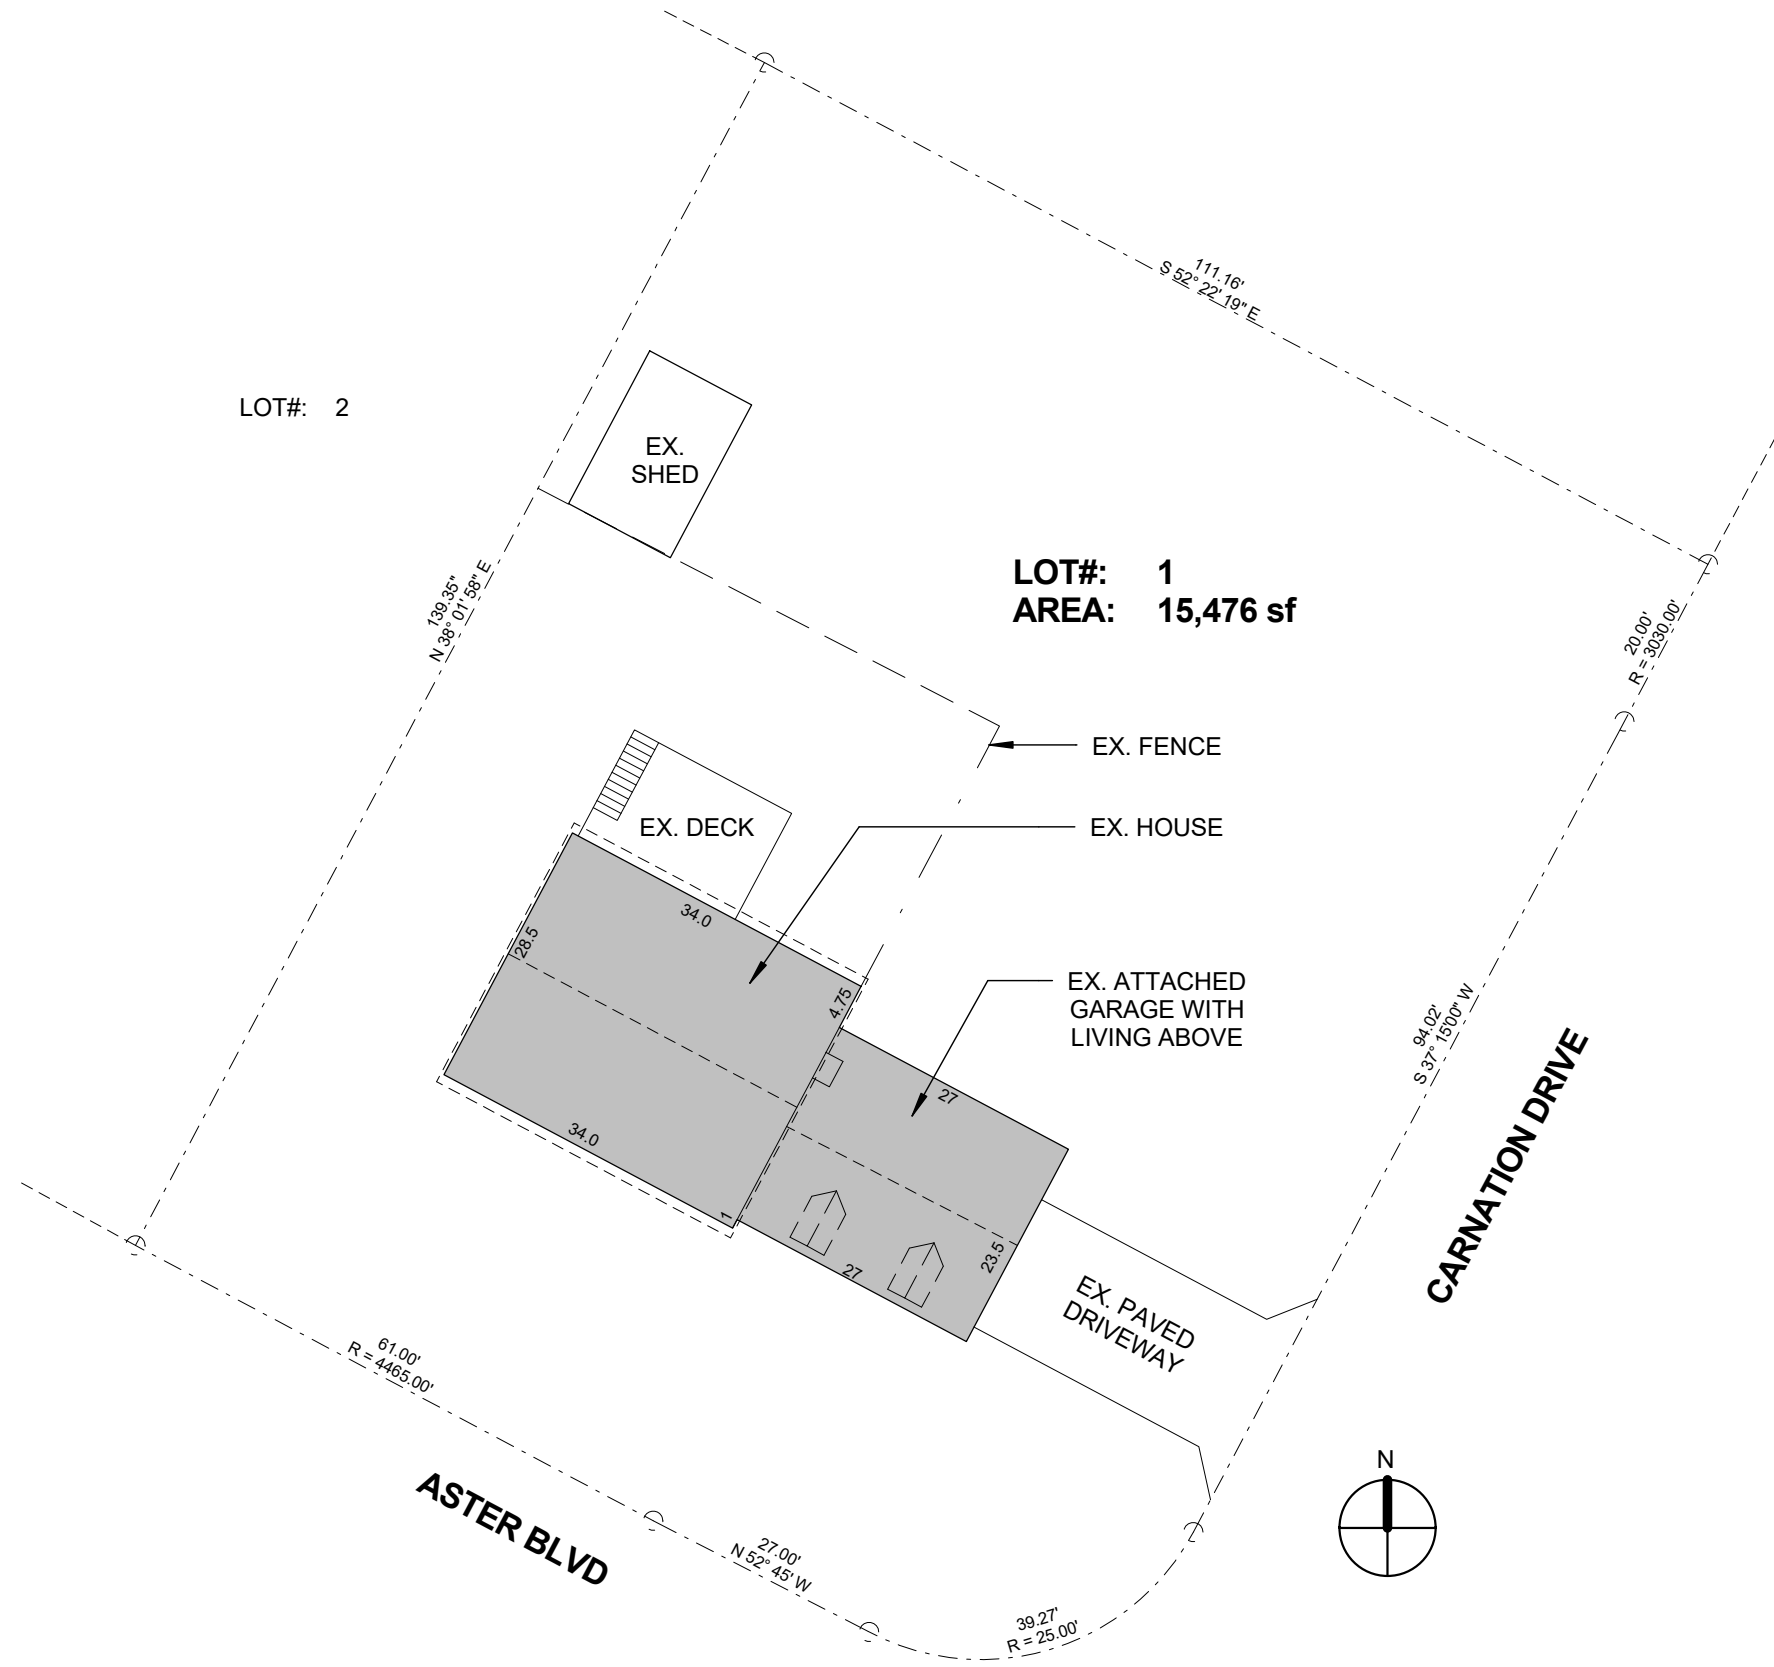 111.16'
S 52° 22' 19" E
LOT#: 2
EX.
SHED
LOT#: 1
AREA: 15,476 sf
139.35"
N 38° 01' 58" E
20.00'
R = 3030.00'
EX. FENCE
EX. DECK
EX. HOUSE
34.0
28.5
4.75
EX. ATTACHED
GARAGE WITH
LIVING ABOVE
94.02'
S 37° 15'00" W
CARNATION DRIVE
27
34.0
1
27
23.5
EX. PAVED
DRIVEWAY
61.00'
R = 4465.00'
N
ASTER BLVD
27.00'
N 52° 45' W
39.27'
R = 25.00'